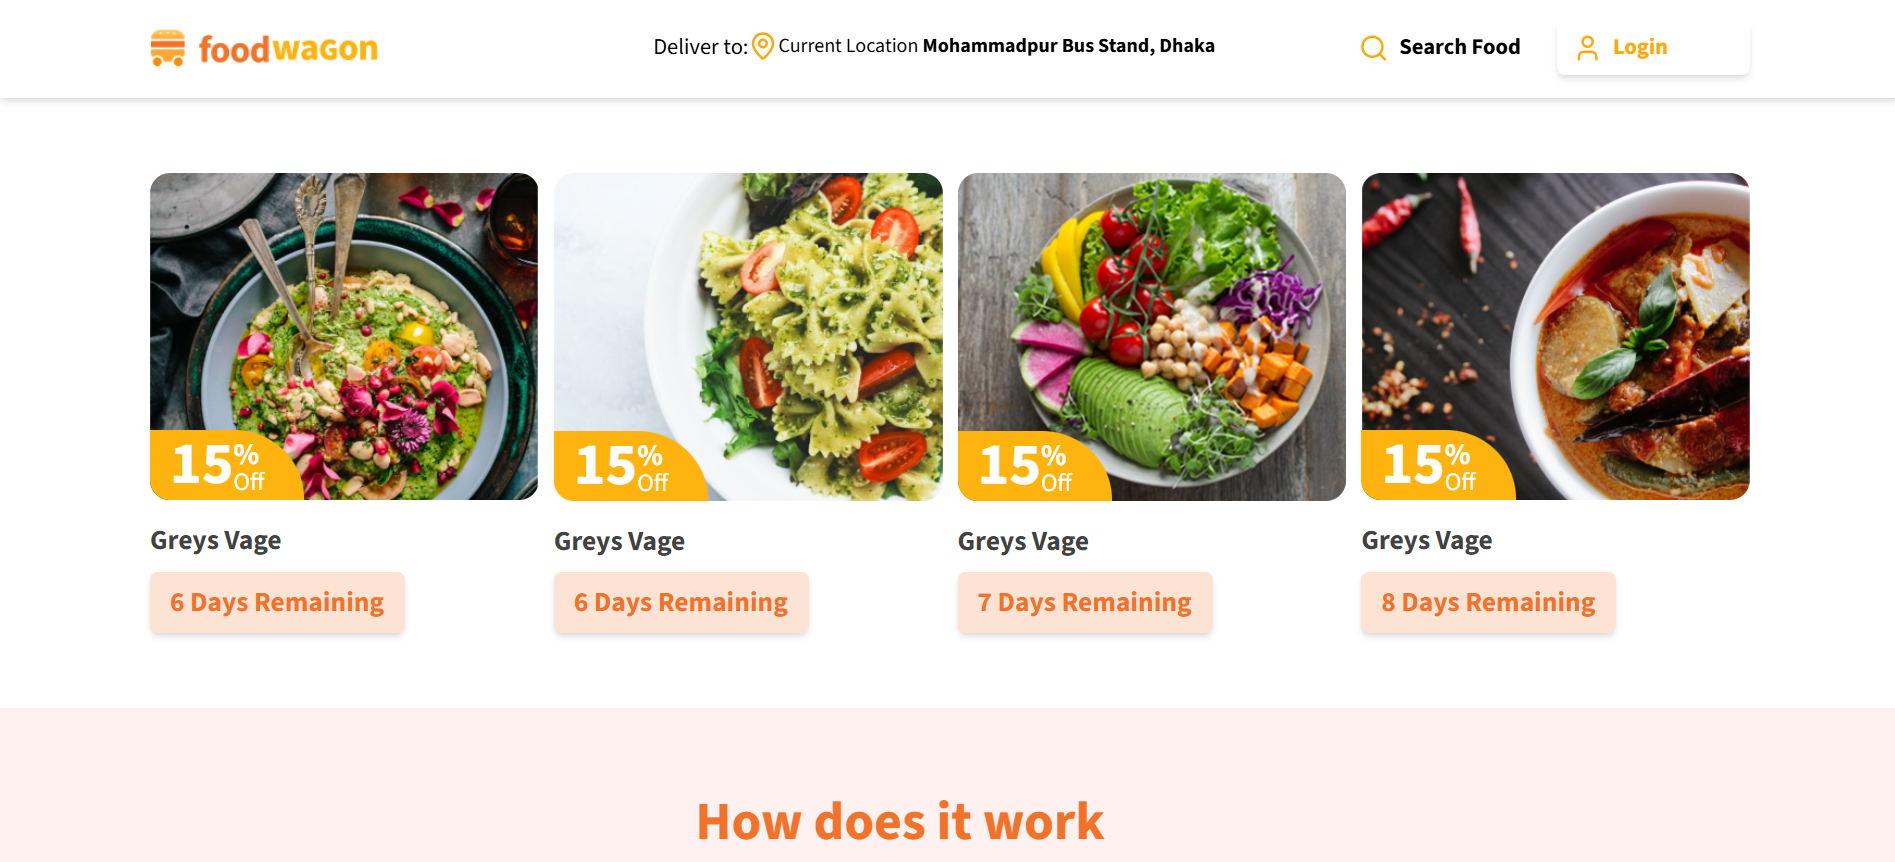 foodwagon
Deliver to: Current Location Mohammadpur Bus Stand, Dhaka
Search Food
Login
15% Off
15% Off
15% Off
15% Off
Greys Vage
Greys Vage
Greys Vage
Greys Vage
6 Days Remaining
6 Days Remaining
7 Days Remaining
8 Days Remaining
How does it work